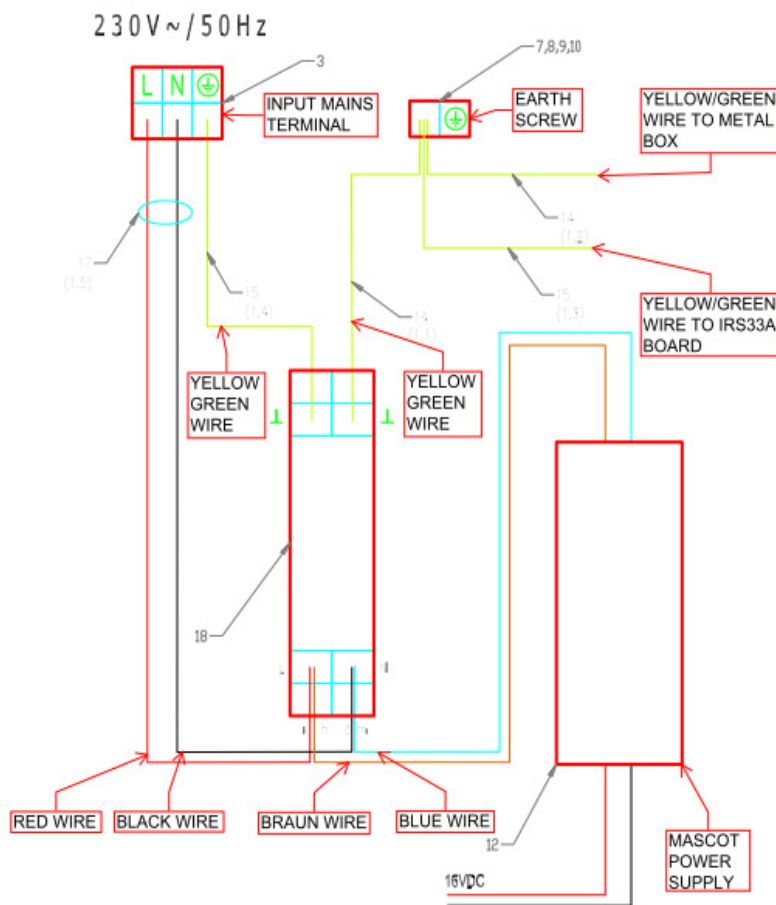 230V~/50Hz
L N
3
7,8,9,10
INPUT MAINS
TERMINAL
EARTH
SCREW
YELLOW/GREEN
WIRE TO METAL
BOX
14
(1.2)
17
(1.5)
15
(1.4)
14
(1.1)
15
(1.3)
YELLOW/GREEN
WIRE TO IRS33A
BOARD
YELLOW
GREEN
WIRE
YELLOW
GREEN
WIRE
18
L
N
RED WIRE
BLACK WIRE
BRAUN WIRE
BLUE WIRE
12
MASCOT
POWER
SUPPLY
16VDC